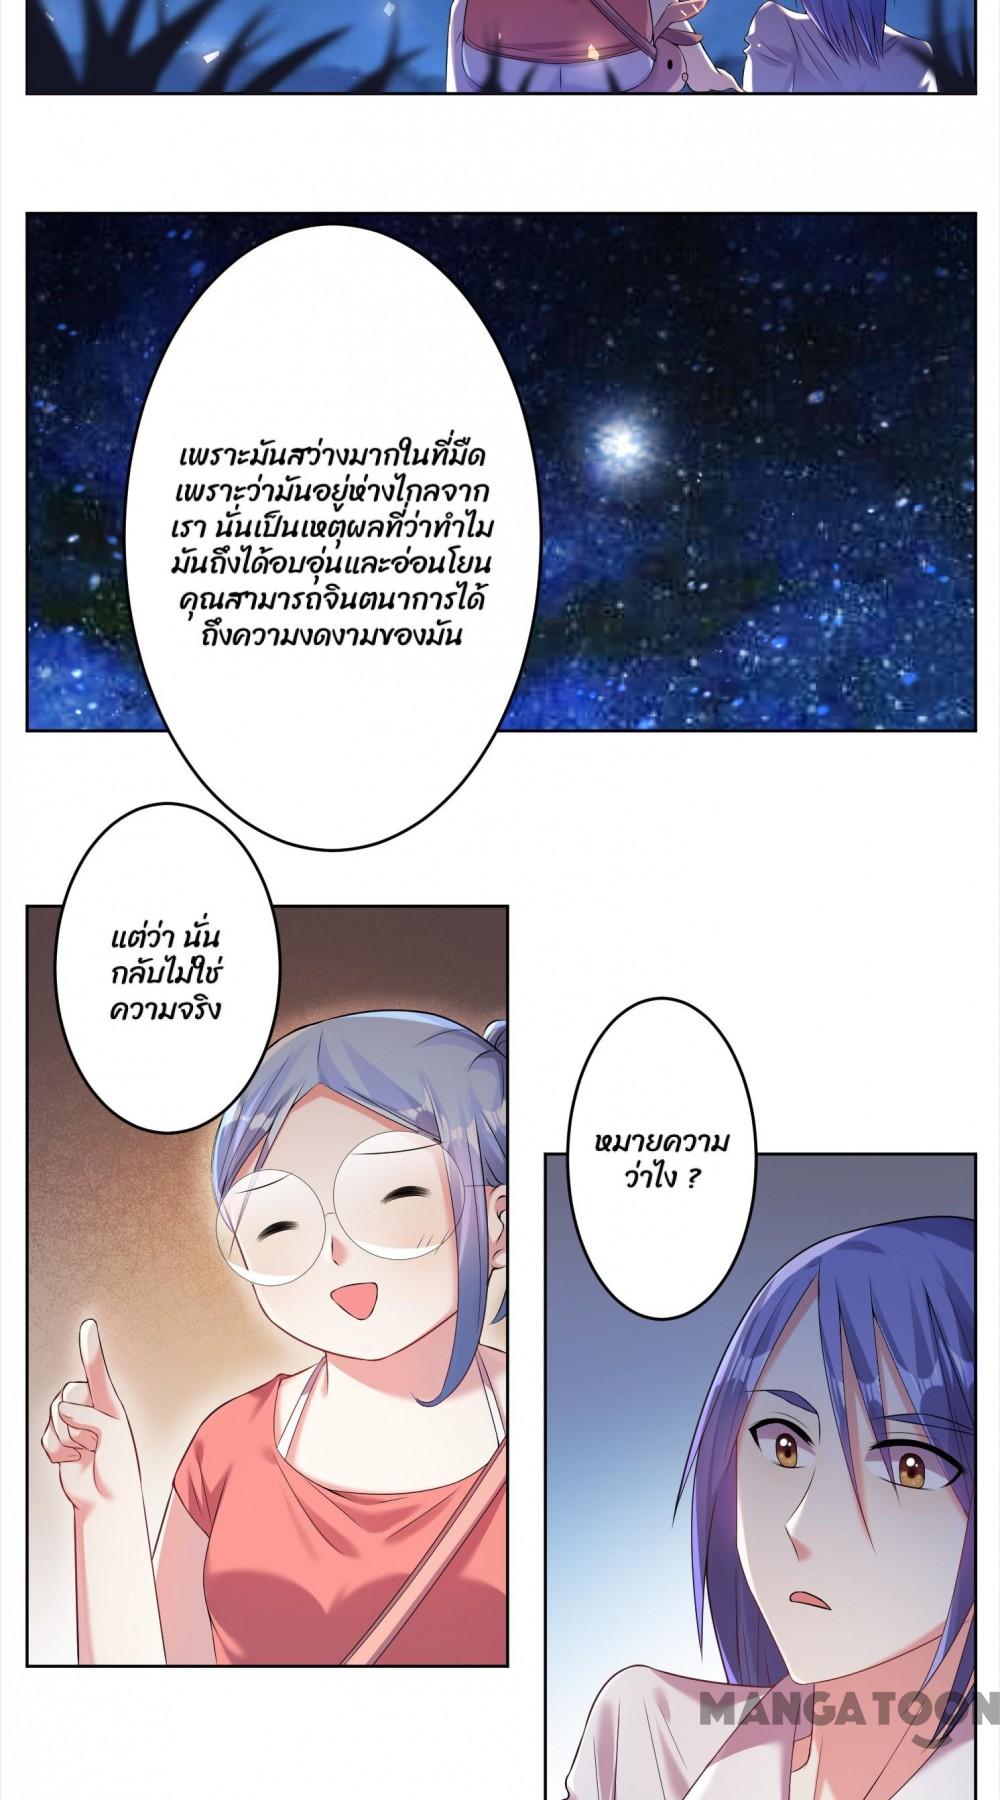 เพราะมันสว่างมากในที่มืด
เพราะว่ามันอยู่ห่างไกลจาก
เรา นั่นเป็นเหตุผลที่ว่าทำไม
มันถึงได้อบอุ่นและอ่อนโยน
คุณสามารถจินตนาการได้
ถึงความงดงามของมัน
แต่ว่า นั่น
กลับไม่ใช่
ความจริง
หมายความ
ว่าไง ?
MANGATOON